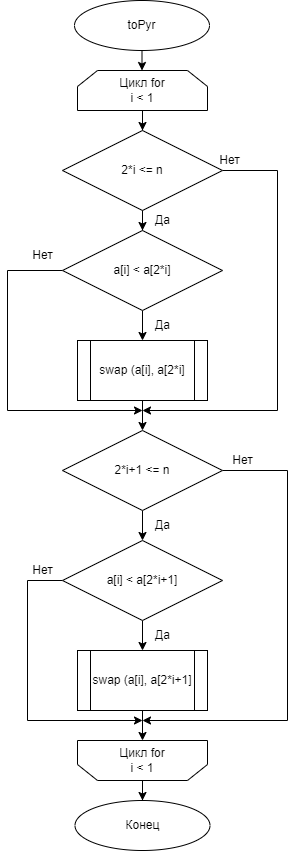 toPyr
Цикл for
i < 1
2*i <= n
Нет
Да
Нет
a[i] < a[2*i]
Да
swap (a[i], a[2*i]
2*i+1 <= n
Нет
Да
Нет
a[i] < a[2*i+1]
Да
swap (a[i], a[2*i+1]
Цикл for
i < 1
Конец